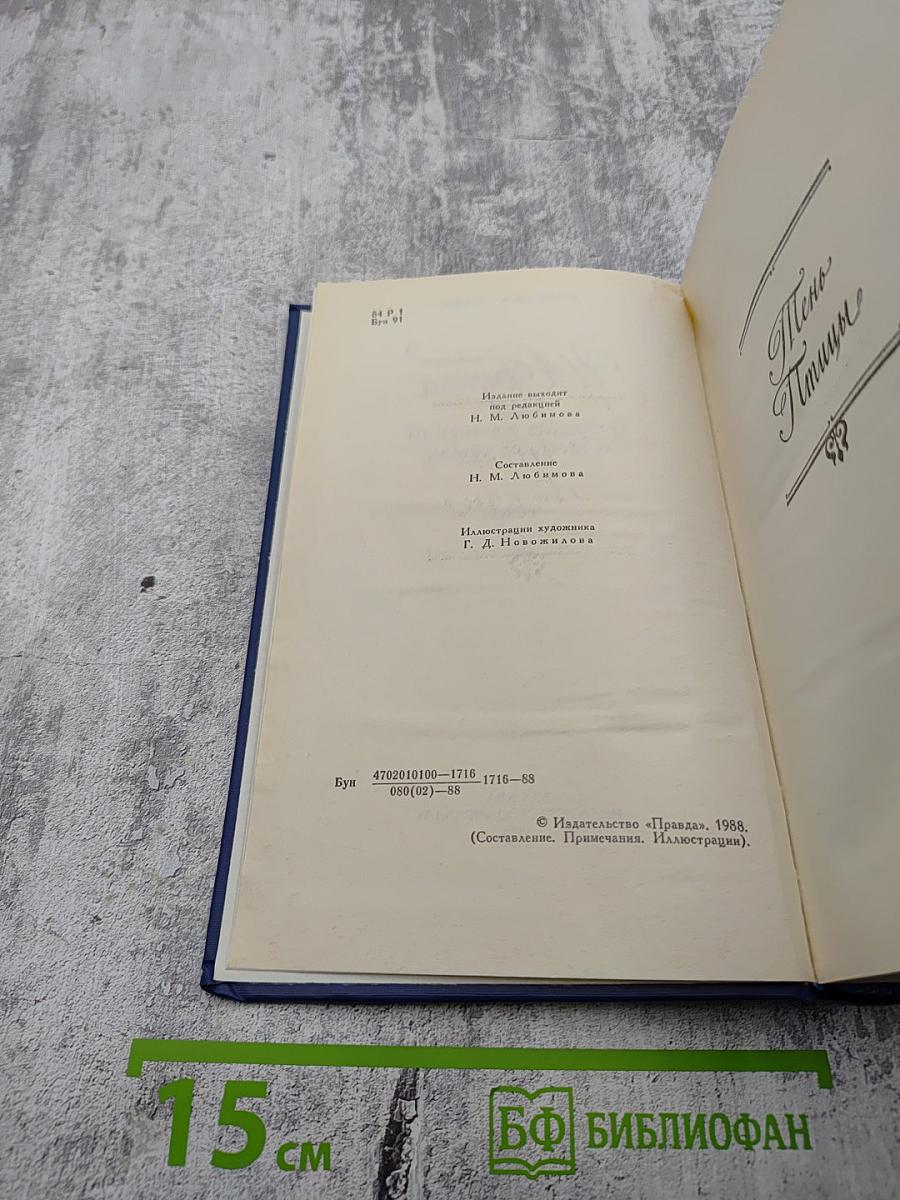 84 Р 1
Бун 91
Издание выходит
под редакцией
Н. М. Любимова
Составление
Н. М. Любимова
Иллюстрации художника
Г. Д. Новожилова
Бун 4702010100—1716
080(02)—88
1716—88
© Издательство «Правда». 1988.
(Составление. Примечания. Иллюстрации).
Тень
Птицы
15 см
БФ БИБЛИОФАН